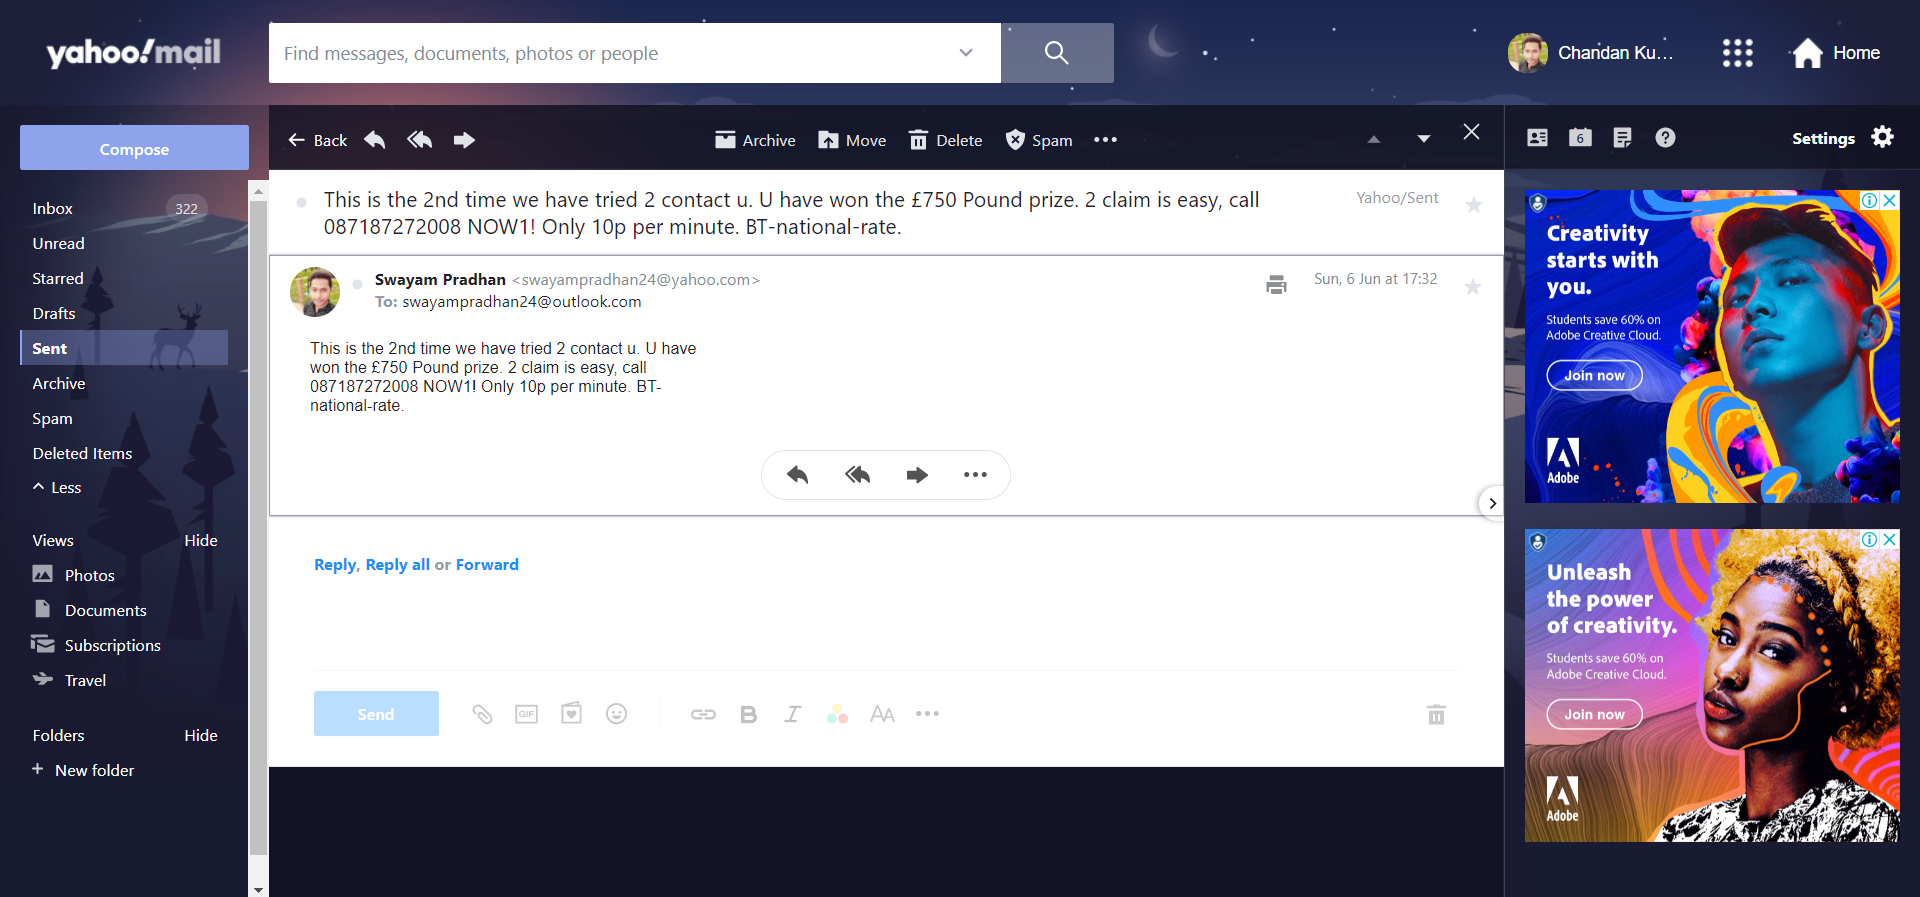 yahoo!mail
Find messages, documents, photos or people
Chandan Ku...
Home
Compose
Inbox 322
Unread
Starred
Drafts
Sent
Archive
Spam
Deleted Items
Less
Views Hide
Photos
Documents
Subscriptions
Travel
Folders Hide
+ New folder
Back
Archive Move Delete Spam
This is the 2nd time we have tried 2 contact u. U have won the £750 Pound prize. 2 claim is easy, call
087187272008 NOW1! Only 10p per minute. BT-national-rate.
Yahoo/Sent
Swayam Pradhan <swayampradhan24@yahoo.com>
To: swayampradhan24@outlook.com
Sun, 6 Jun at 17:32
This is the 2nd time we have tried 2 contact u. U have
won the £750 Pound prize. 2 claim is easy, call
087187272008 NOW1! Only 10p per minute. BT-
national-rate.
Reply, Reply all or Forward
Send
GIF
B I AA
6
Settings
Creativity
starts with
you.
Students save 60% on
Adobe Creative Cloud.
Join now
Adobe
Unleash
the power
of creativity.
Students save 60% on
Adobe Creative Cloud.
Join now
Adobe